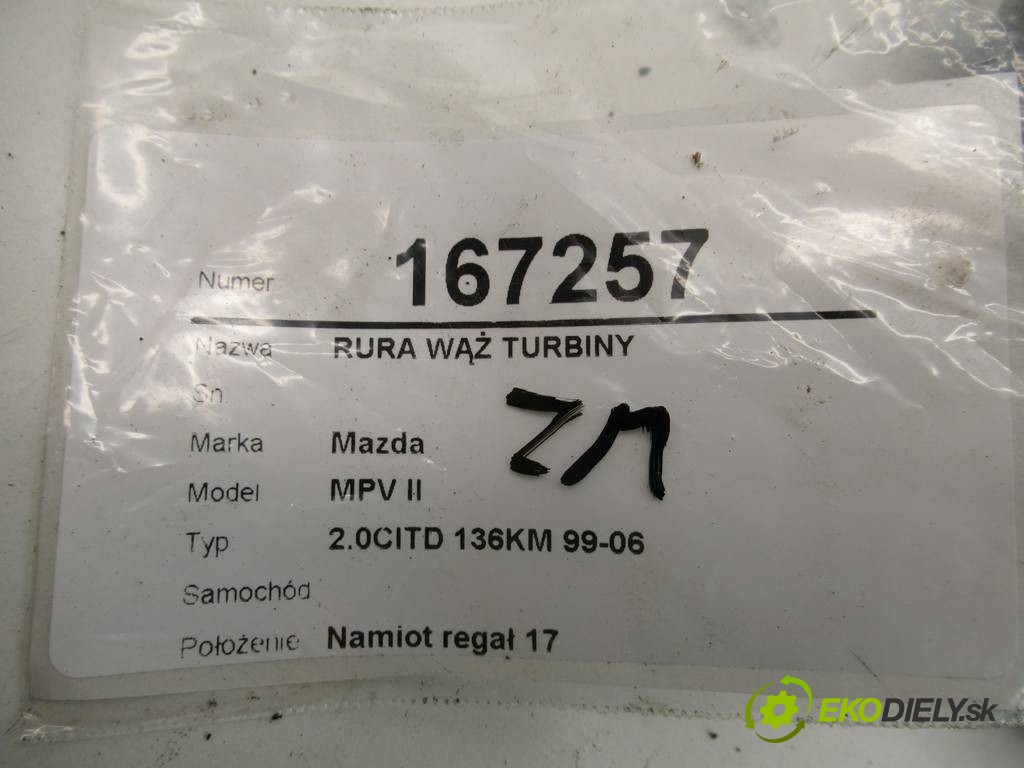 Numer 167257
Nazwa RURA WĄŻ TURBINY
Sn
ZM
Marka Mazda
Model MPV II
Typ 2.0CITD 136KM 99-06
Samochód
Położenie Namiot regał 17
EKODIELY.sk